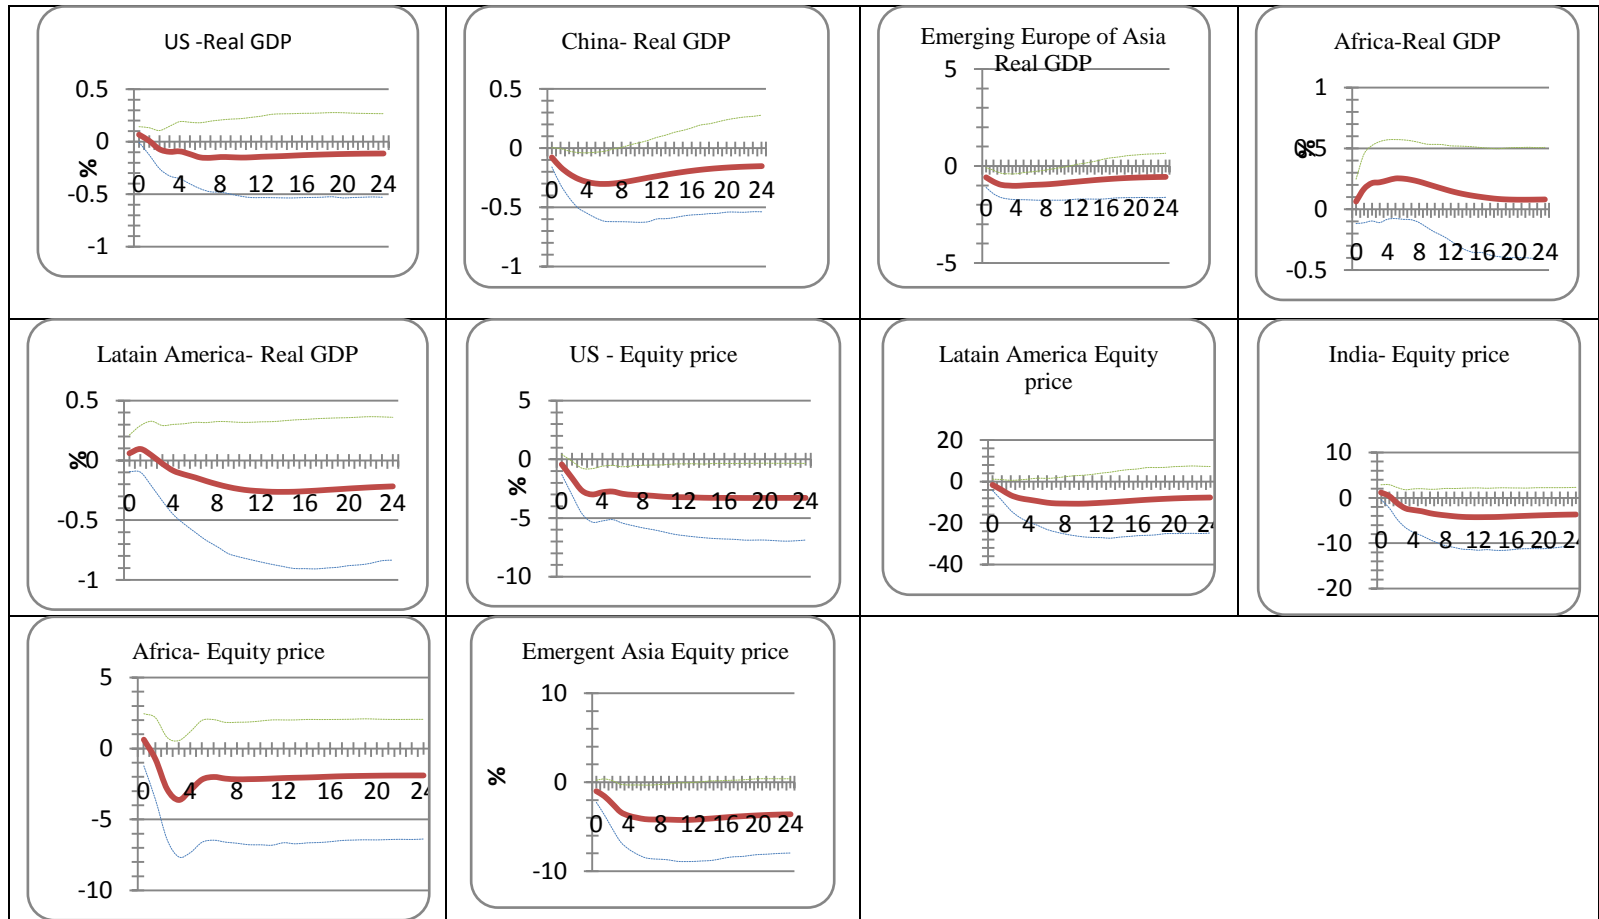 US -Real GDP
0.5
0
-0.5
-1
%
0 4 8 12 16 20 24
China- Real GDP
0.5
0
-0.5
-1
0 4 8 12 16 20 24
Emerging Europe of Asia
Real GDP
5
0
-5
0 4 8 12 16 20 24
Africa-Real GDP
1
0.5
0
-0.5
%
0 4 8 12 16 20 24
Latain America- Real GDP
0.5
0
-0.5
-1
%
0 4 8 12 16 20 24
US - Equity price
5
0
-5
-10
%
0 4 8 12 16 20 24
Latain America Equity
price
20
0
-20
-40
0 4 8 12 16 20 24
India- Equity price
10
0
-10
-20
0 4 8 12 16 20 24
Africa- Equity price
5
0
-5
-10
0 4 8 12 16 20 24
Emergent Asia Equity price
10
0
-10
%
0 4 8 12 16 20 24